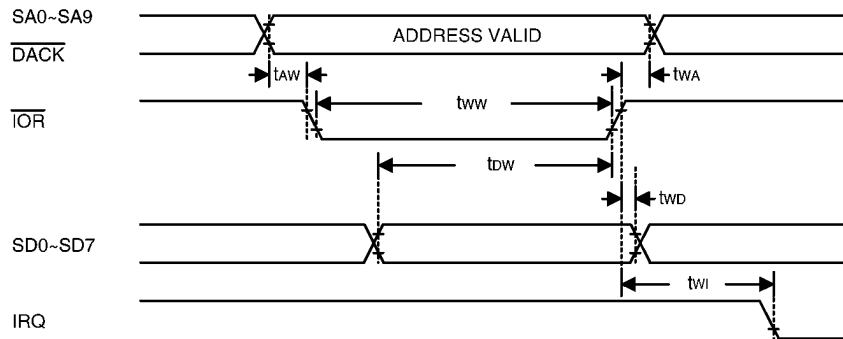 SA0~SA9
DACK
ADDRESS VALID
tAW
tWA
IOR
tWW
tDW
tWD
SD0~SD7
tWI
IRQ